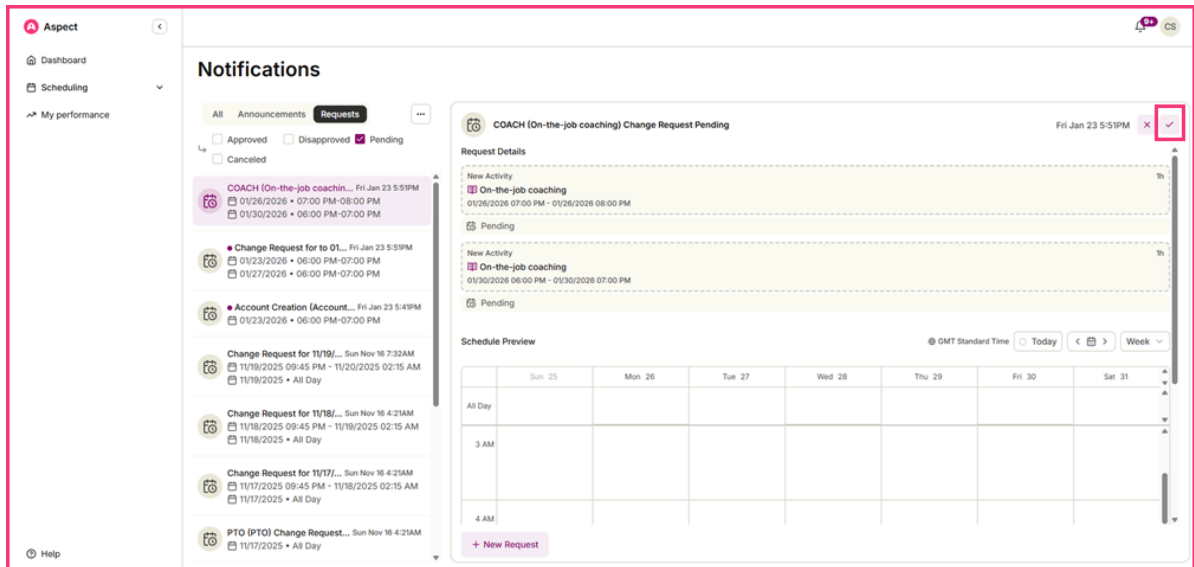 Aspect
9+
CS
Dashboard
Scheduling
My performance
Help
Notifications
All Announcements Requests ...
Approved Disapproved Pending
Canceled
COACH (On-the-job coachin... Fri Jan 23 5:51PM
01/26/2026 • 07:00 PM-08:00 PM
01/30/2026 • 06:00 PM-07:00 PM
Change Request for to 01... Fri Jan 23 5:51PM
01/23/2026 • 06:00 PM-07:00 PM
01/27/2026 • 06:00 PM-07:00 PM
Account Creation (Account... Fri Jan 23 5:41PM
01/23/2026 • 06:00 PM-07:00 PM
Change Request for 11/19/... Sun Nov 16 7:32AM
11/19/2025 09:45 PM - 11/20/2025 02:15 AM
11/19/2025 • All Day
Change Request for 11/18/... Sun Nov 16 4:21AM
11/18/2025 09:45 PM - 11/19/2025 02:15 AM
11/18/2025 • All Day
Change Request for 11/17/... Sun Nov 16 4:21AM
11/17/2025 09:45 PM - 11/18/2025 02:15 AM
11/17/2025 • All Day
PTO (PTO) Change Request... Sun Nov 16 4:21AM
11/17/2025 • All Day
COACH (On-the-job coaching) Change Request Pending Fri Jan 23 5:51PM
Request Details
New Activity 1h
On-the-job coaching
01/26/2026 07:00 PM - 01/26/2026 08:00 PM
Pending
New Activity 1h
On-the-job coaching
01/30/2026 06:00 PM - 01/30/2026 07:00 PM
Pending
Schedule Preview GMT Standard Time Today Week
Sun 25 Mon 26 Tue 27 Wed 28 Thu 29 Fri 30 Sat 31
All Day
3 AM
4 AM
+ New Request